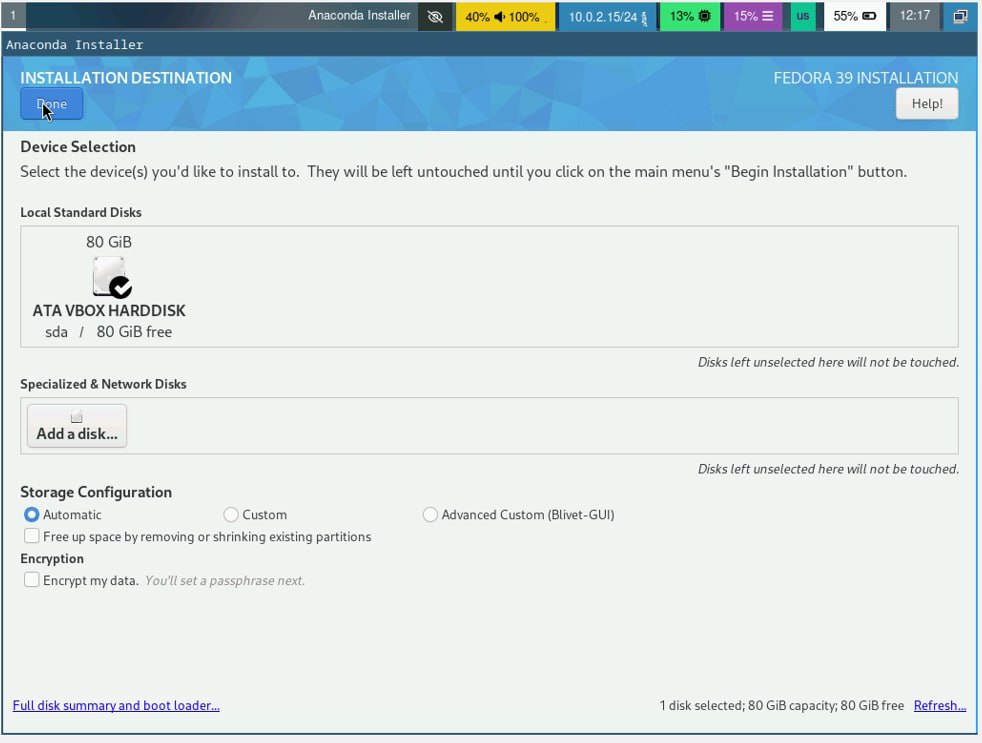 1 Anaconda Installer 40% 100% 10.0.2.15/24 13% 15% us 55% 12:17
Anaconda Installer
INSTALLATION DESTINATION FEDORA 39 INSTALLATION
Done Help!
Device Selection
Select the device(s) you'd like to install to. They will be left untouched until you click on the main menu's "Begin Installation" button.
Local Standard Disks
80 GiB
ATA VBOX HARDDISK
sda / 80 GiB free
Disks left unselected here will not be touched.
Specialized & Network Disks
Add a disk...
Disks left unselected here will not be touched.
Storage Configuration
Automatic Custom Advanced Custom (Blivet-GUI)
Free up space by removing or shrinking existing partitions
Encryption
Encrypt my data. You'll set a passphrase next.
Full disk summary and boot loader... 1 disk selected; 80 GiB capacity; 80 GiB free Refresh...